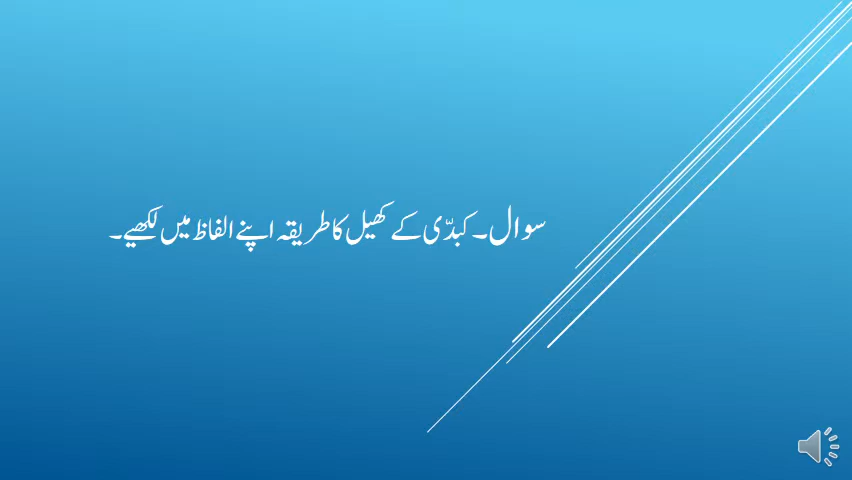 سوال۔ کبڈّی کے کھیل کا طریقہ اپنے الفاظ میں لکھیے۔